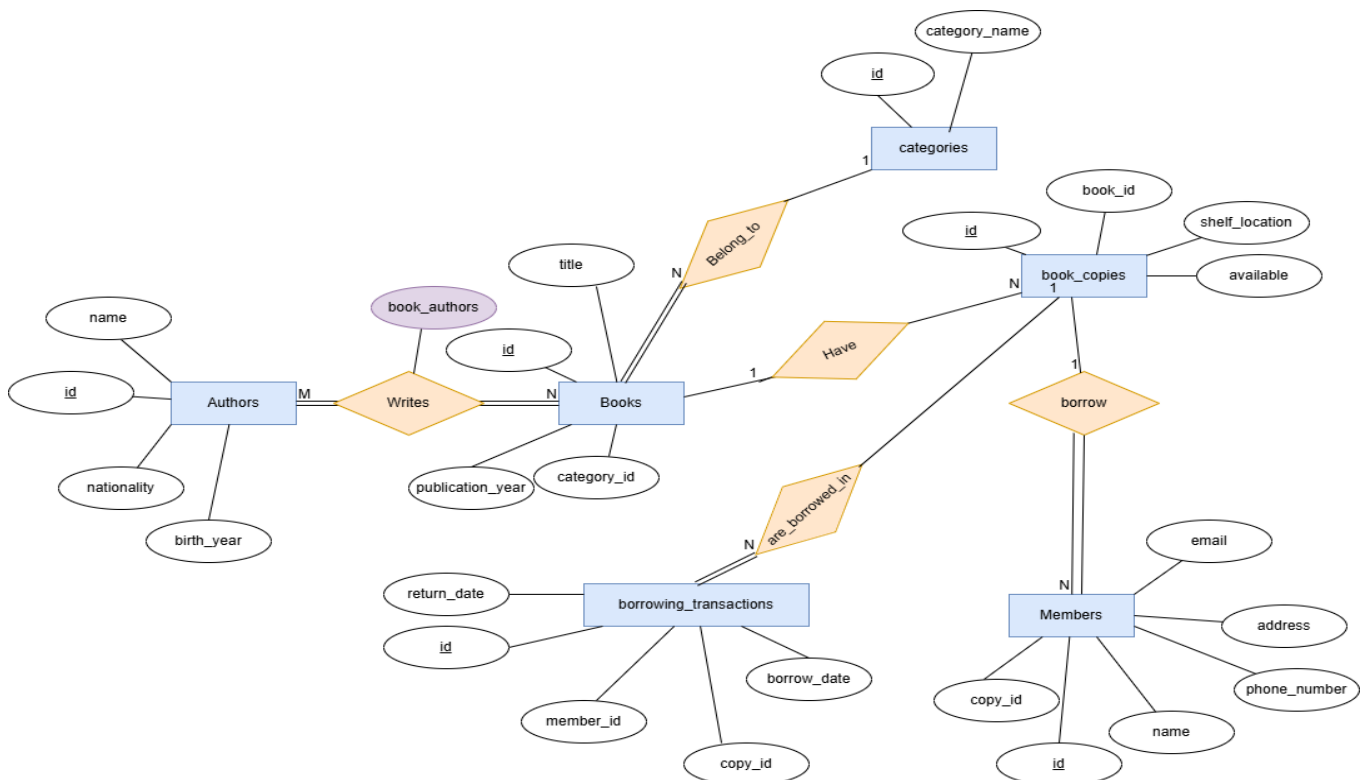 category_name
id
categories
1
book_id
shelf_location
id
Belong_to
title
book_copies
available
N
N
1
book_authors
name
id
Have
1
1
id
Authors
M
Writes
N
Books
borrow
nationality
publication_year
category_id
are_borrowed_in
birth_year
email
N
return_date
borrowing_transactions
N
Members
address
id
borrow_date
phone_number
copy_id
member_id
name
copy_id
id